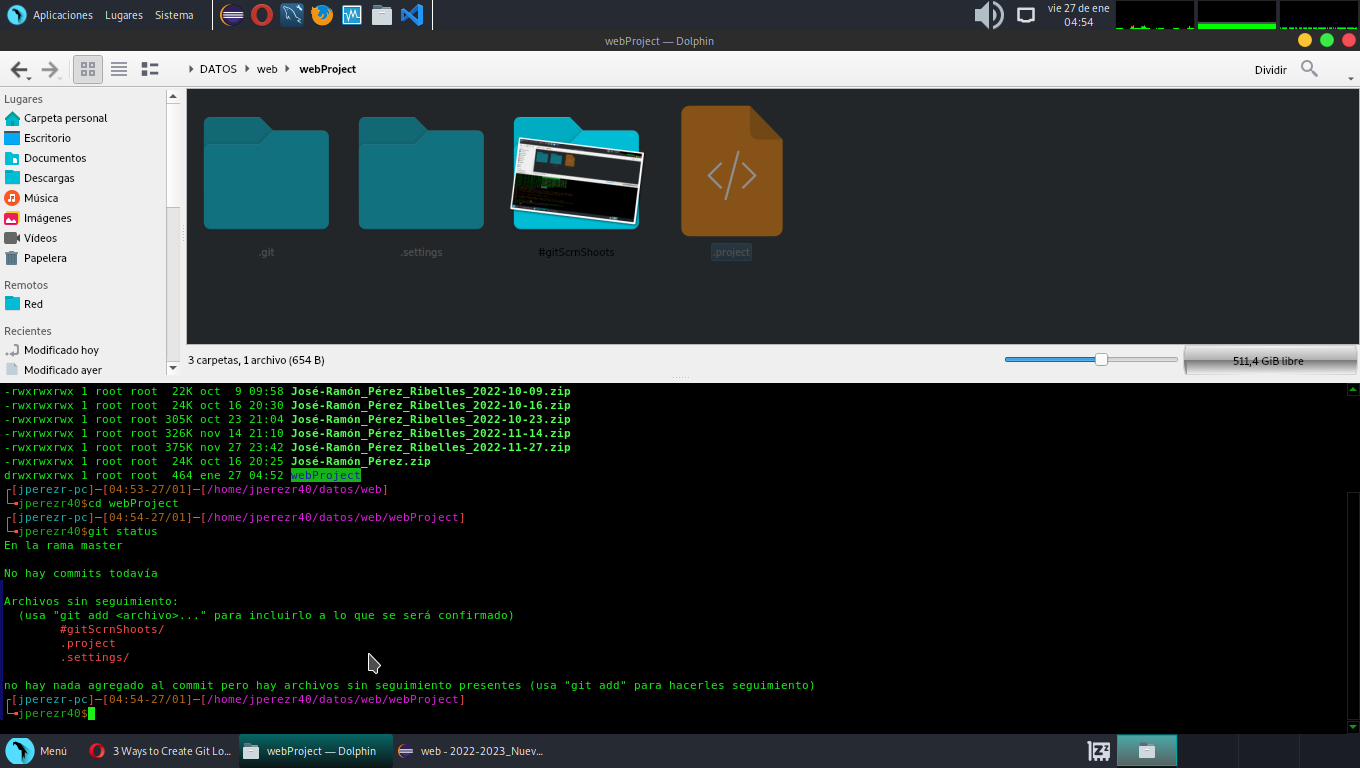 Aplicaciones Lugares Sistema
vie 27 de ene
04:54
webProject — Dolphin
DATOS web webProject
Dividir
Lugares
Carpeta personal
Escritorio
Documentos
Descargas
Música
Imágenes
Vídeos
Papelera
Remotos
Red
Recientes
Modificado hoy
Modificado ayer
.git .settings #gitScrnShoots .project
3 carpetas, 1 archivo (654 B)
511,4 GiB libre
-rwxrwxrwx 1 root root  22K oct  9 09:58 José-Ramón_Pérez_Ribelles_2022-10-09.zip
-rwxrwxrwx 1 root root  24K oct 16 20:30 José-Ramón_Pérez_Ribelles_2022-10-16.zip
-rwxrwxrwx 1 root root 305K oct 23 21:04 José-Ramón_Pérez_Ribelles_2022-10-23.zip
-rwxrwxrwx 1 root root 326K nov 14 21:10 José-Ramón_Pérez_Ribelles_2022-11-14.zip
-rwxrwxrwx 1 root root 375K nov 27 23:42 José-Ramón_Pérez_Ribelles_2022-11-27.zip
-rwxrwxrwx 1 root root  24K oct 16 20:25 José-Ramón_Pérez.zip
drwxrwxrwx 1 root root  464 ene 27 04:52 webProject
┌[jperezr-pc]─[04:53-27/01]─[/home/jperezr40/datos/web]
└╼jperezr40$cd webProject
┌[jperezr-pc]─[04:54-27/01]─[/home/jperezr40/datos/web/webProject]
└╼jperezr40$git status
En la rama master
No hay commits todavía
Archivos sin seguimiento:
(usa "git add <archivo>..." para incluirlo a lo que se será confirmado)
#gitScrnShoots/
.project
.settings/
no hay nada agregado al commit pero hay archivos sin seguimiento presentes (usa "git add" para hacerles seguimiento)
┌[jperezr-pc]─[04:54-27/01]─[/home/jperezr40/datos/web/webProject]
└╼jperezr40$
Menú 3 Ways to Create Git Lo... webProject — Dolphin web - 2022-2023_Nuev...